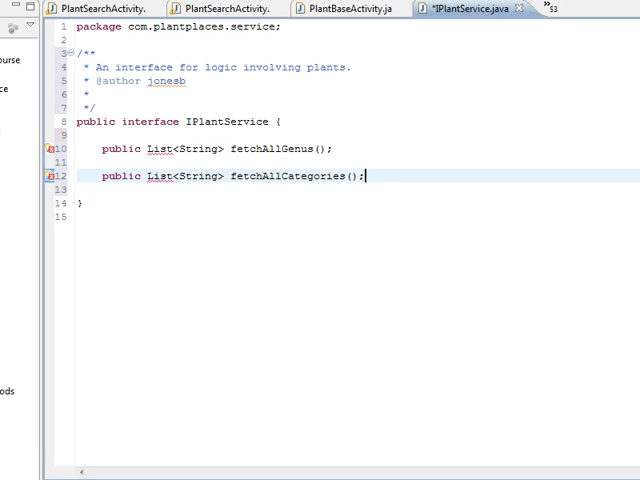 PlantSearchActivity.
PlantSearchActivity.
PlantBaseActivity.ja
*IPlantService.java
53
ourse
ce
ods
1 package com.plantplaces.service;
2
3 /**
4 * An interface for logic involving plants.
5 * @author jonesb
6 *
7 */
8 public interface IPlantService {
9
10 public List<String> fetchAllGenus();
11
12 public List<String> fetchAllCategories();
13
14 }
15